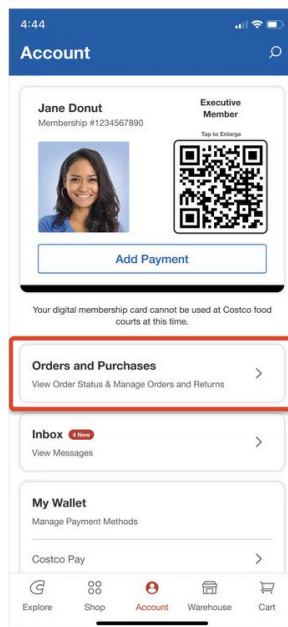 4:44
Account
Jane Donut
Membership #1234567890
Executive
Member
Tap to Enlarge
Add Payment
Your digital membership card cannot be used at Costco food
courts at this time.
Orders and Purchases
View Order Status & Manage Orders and Returns
Inbox 4 New
View Messages
My Wallet
Manage Payment Methods
Costco Pay
Explore Shop Account Warehouse Cart